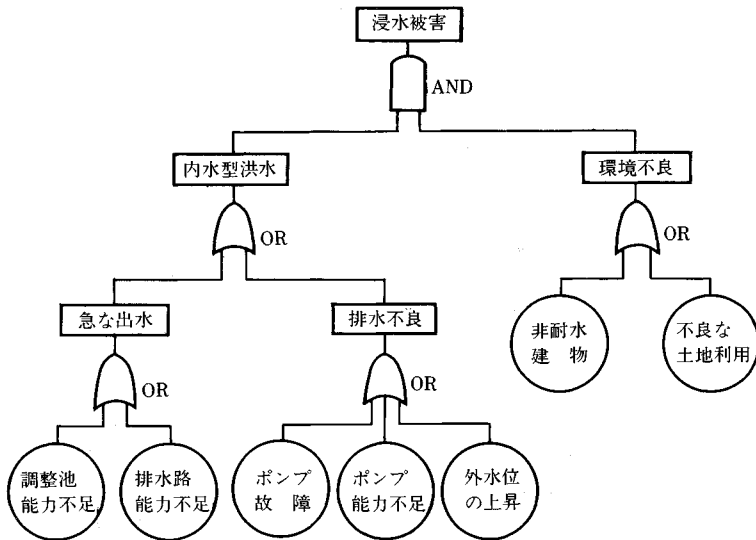 浸水被害
AND
内水型洪水
環境不良
OR
OR
急な出水
排水不良
非耐水
建物
不良な
土地利用
OR
OR
調整池
能力不足
排水路
能力不足
ポンプ
故障
ポンプ
能力不足
外水位
の上昇